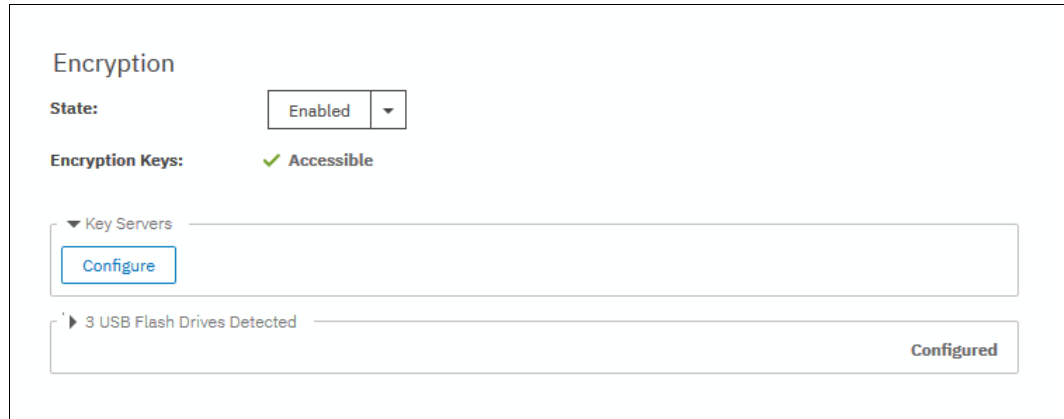 Encryption
State:
Enabled
Encryption Keys:
Accessible
Key Servers
Configure
3 USB Flash Drives Detected
Configured